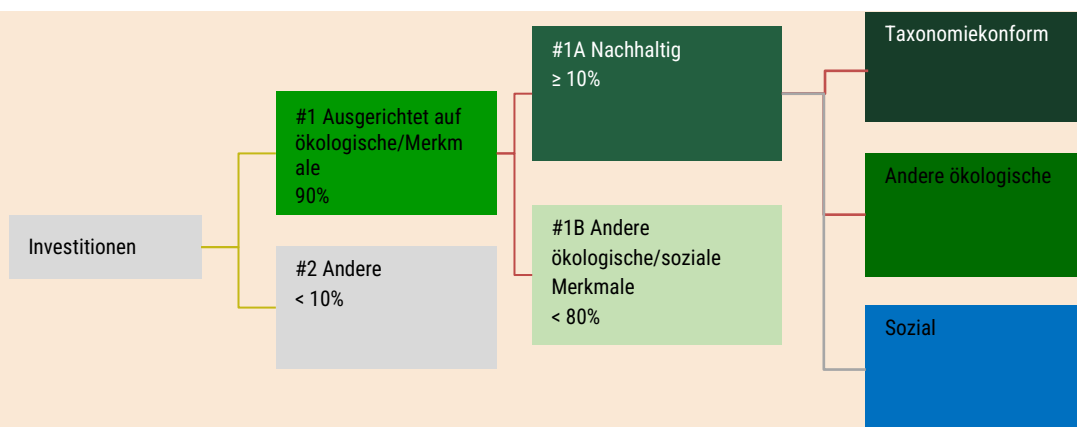 Investitionen
#1 Ausgerichtet auf
ökologische/Merkm
ale
90%
#2 Andere
< 10%
#1A Nachhaltig
≥ 10%
#1B Andere
ökologische/soziale
Merkmale
< 80%
Taxonomiekonform
Andere ökologische
Sozial